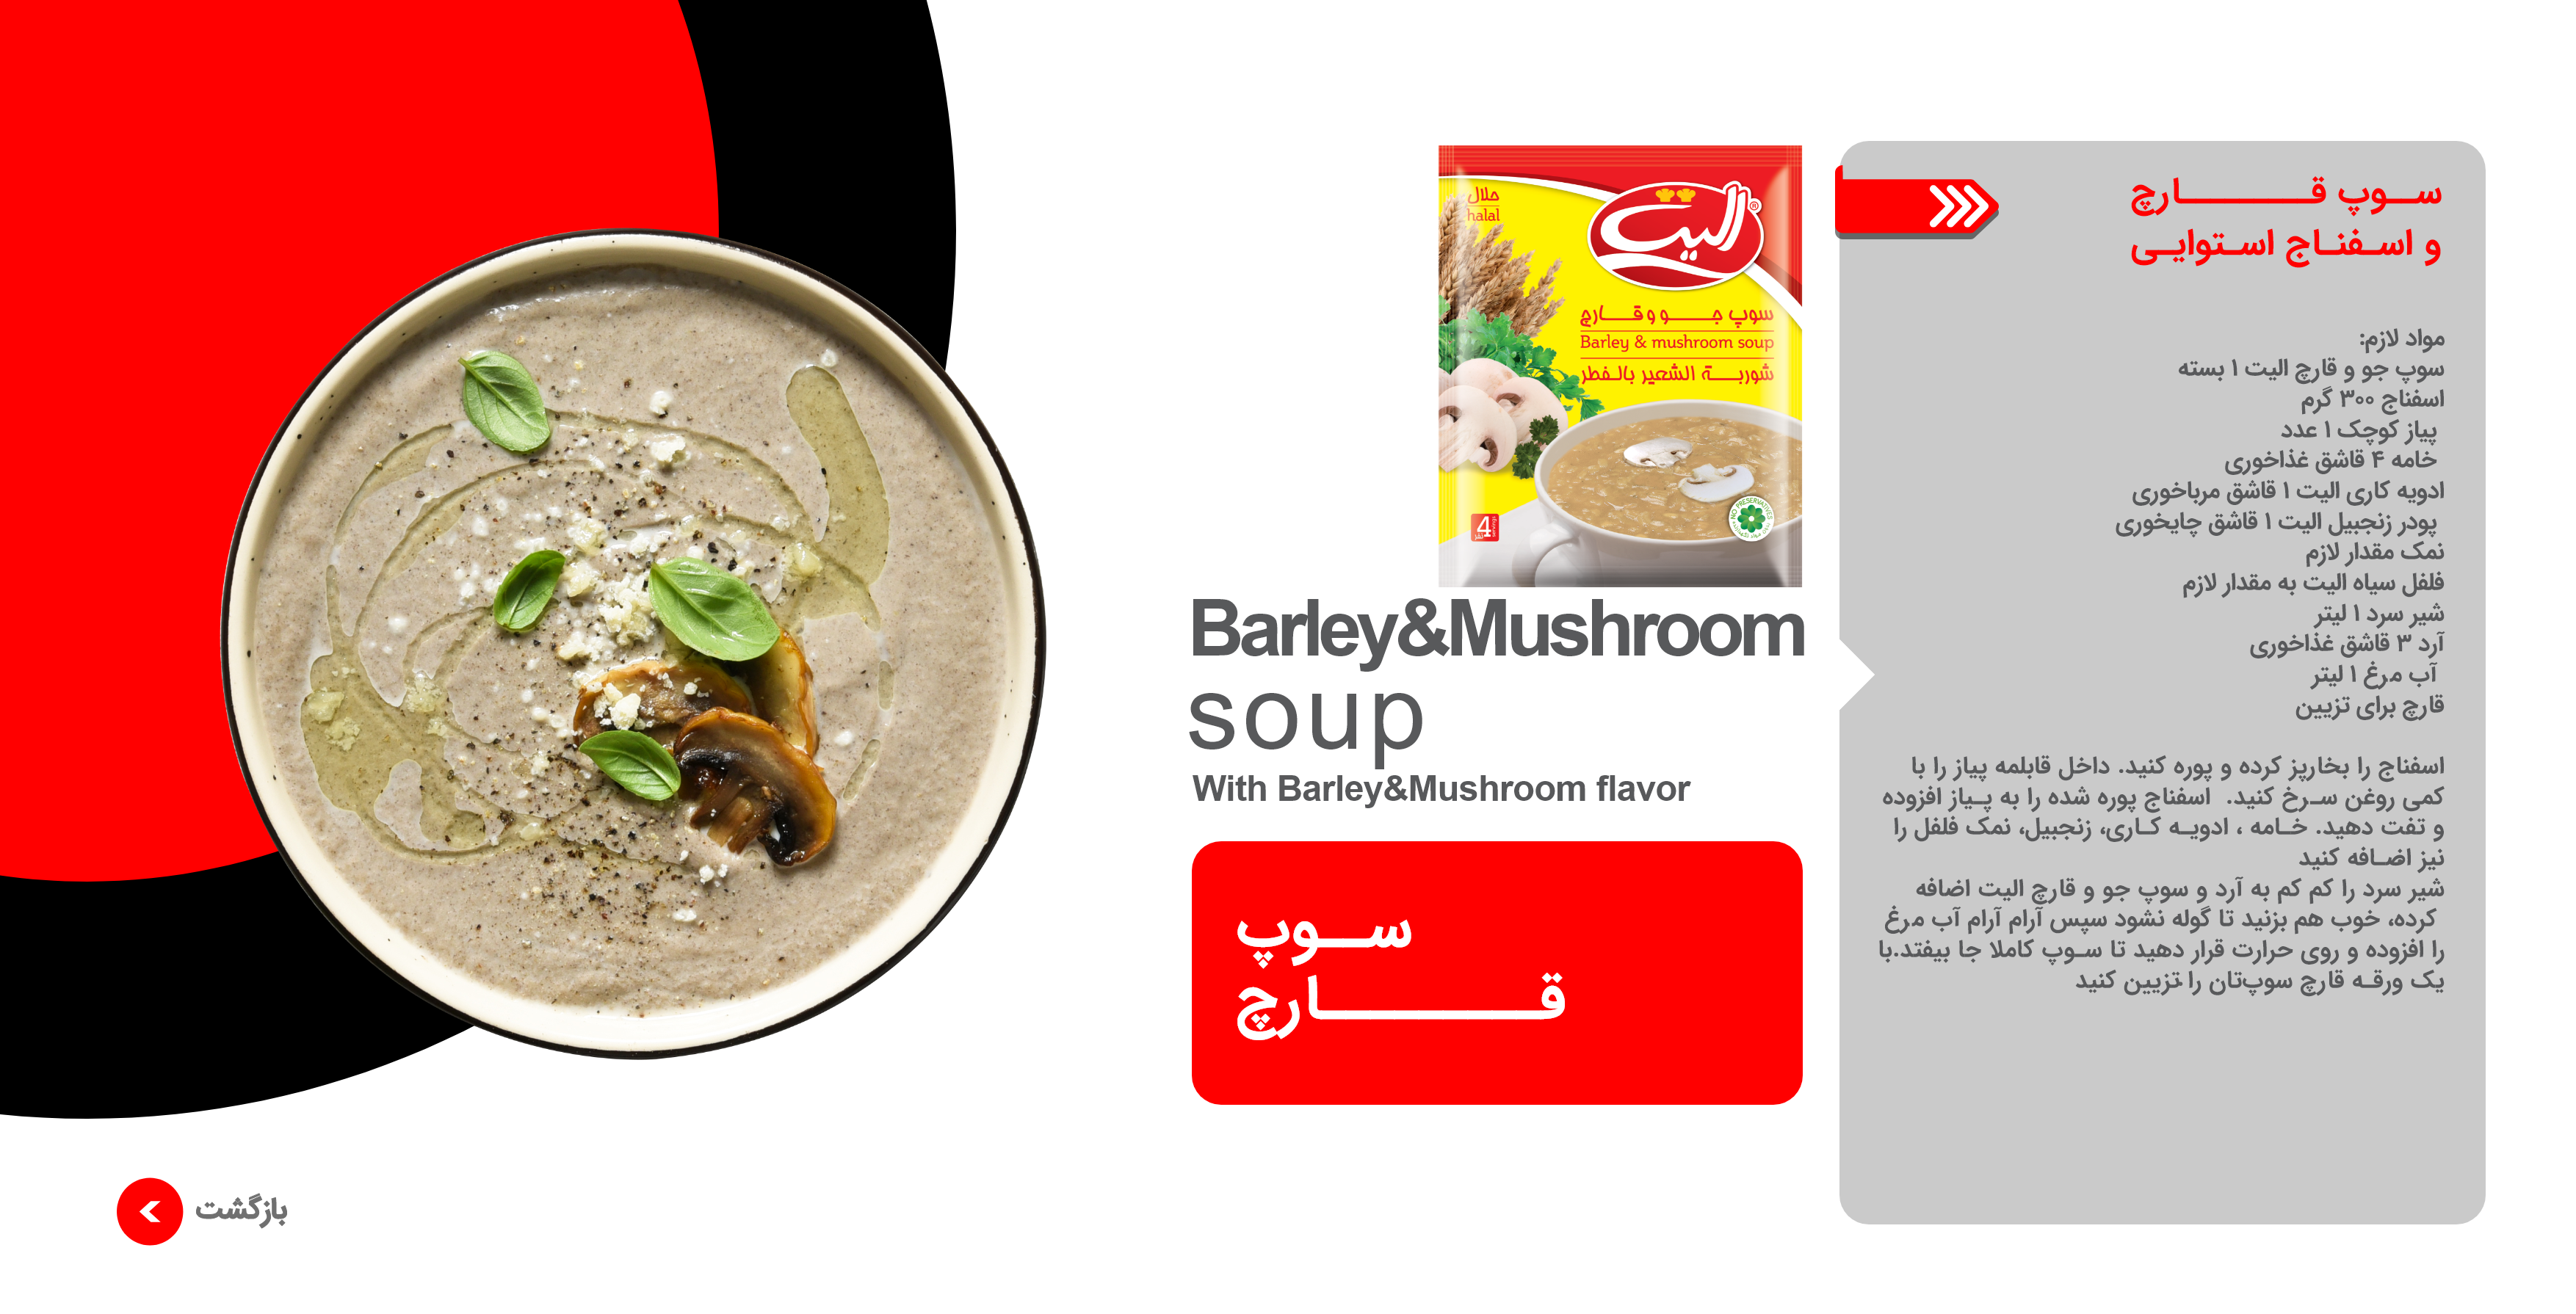 حلال
halal
الیت
®
سوپ جو و قارچ
Barley & mushroom soup
شوربة الشعير بالفطر
NO PRESERVATIVES
4
نفر
servings
Barley&Mushroom
soup
With Barley&Mushroom flavor
سوپ
قارچ
سوپ قارچ
و اسفناج استوایی
مواد لازم:
سوپ جو و قارچ الیت ۱ بسته
اسفناج ۳۰۰ گرم
پیاز کوچک ۱ عدد
خامه ۴ قاشق غذاخوری
ادویه کاری الیت ۱ قاشق مرباخوری
پودر زنجبیل الیت ۱ قاشق چایخوری
نمک مقدار لازم
فلفل سیاه الیت به مقدار لازم
شیر سرد ۱ لیتر
آرد ۳ قاشق غذاخوری
آب مرغ ۱ لیتر
قارچ برای تزیین
اسفناج را بخارپز کرده و پوره کنید. داخل قابلمه پیاز را با
کمی روغن سرخ کنید. اسفناج پوره شده را به پیاز افزوده
و تفت دهید. خامه ، ادویه کاری، زنجبیل، نمک فلفل را
نیز اضافه کنید
شیر سرد را کم کم به آرد و سوپ جو و قارچ الیت اضافه
کرده، خوب هم بزنید تا گوله نشود سپس آرام آرام آب مرغ
را افزوده و روی حرارت قرار دهید تا سوپ کاملا جا بیفتد.با
یک ورقه قارچ سوپ‌تان را تزیین کنید
بازگشت